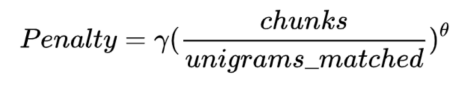 Penalty = γ(chunks / unigrams_matched)^θ